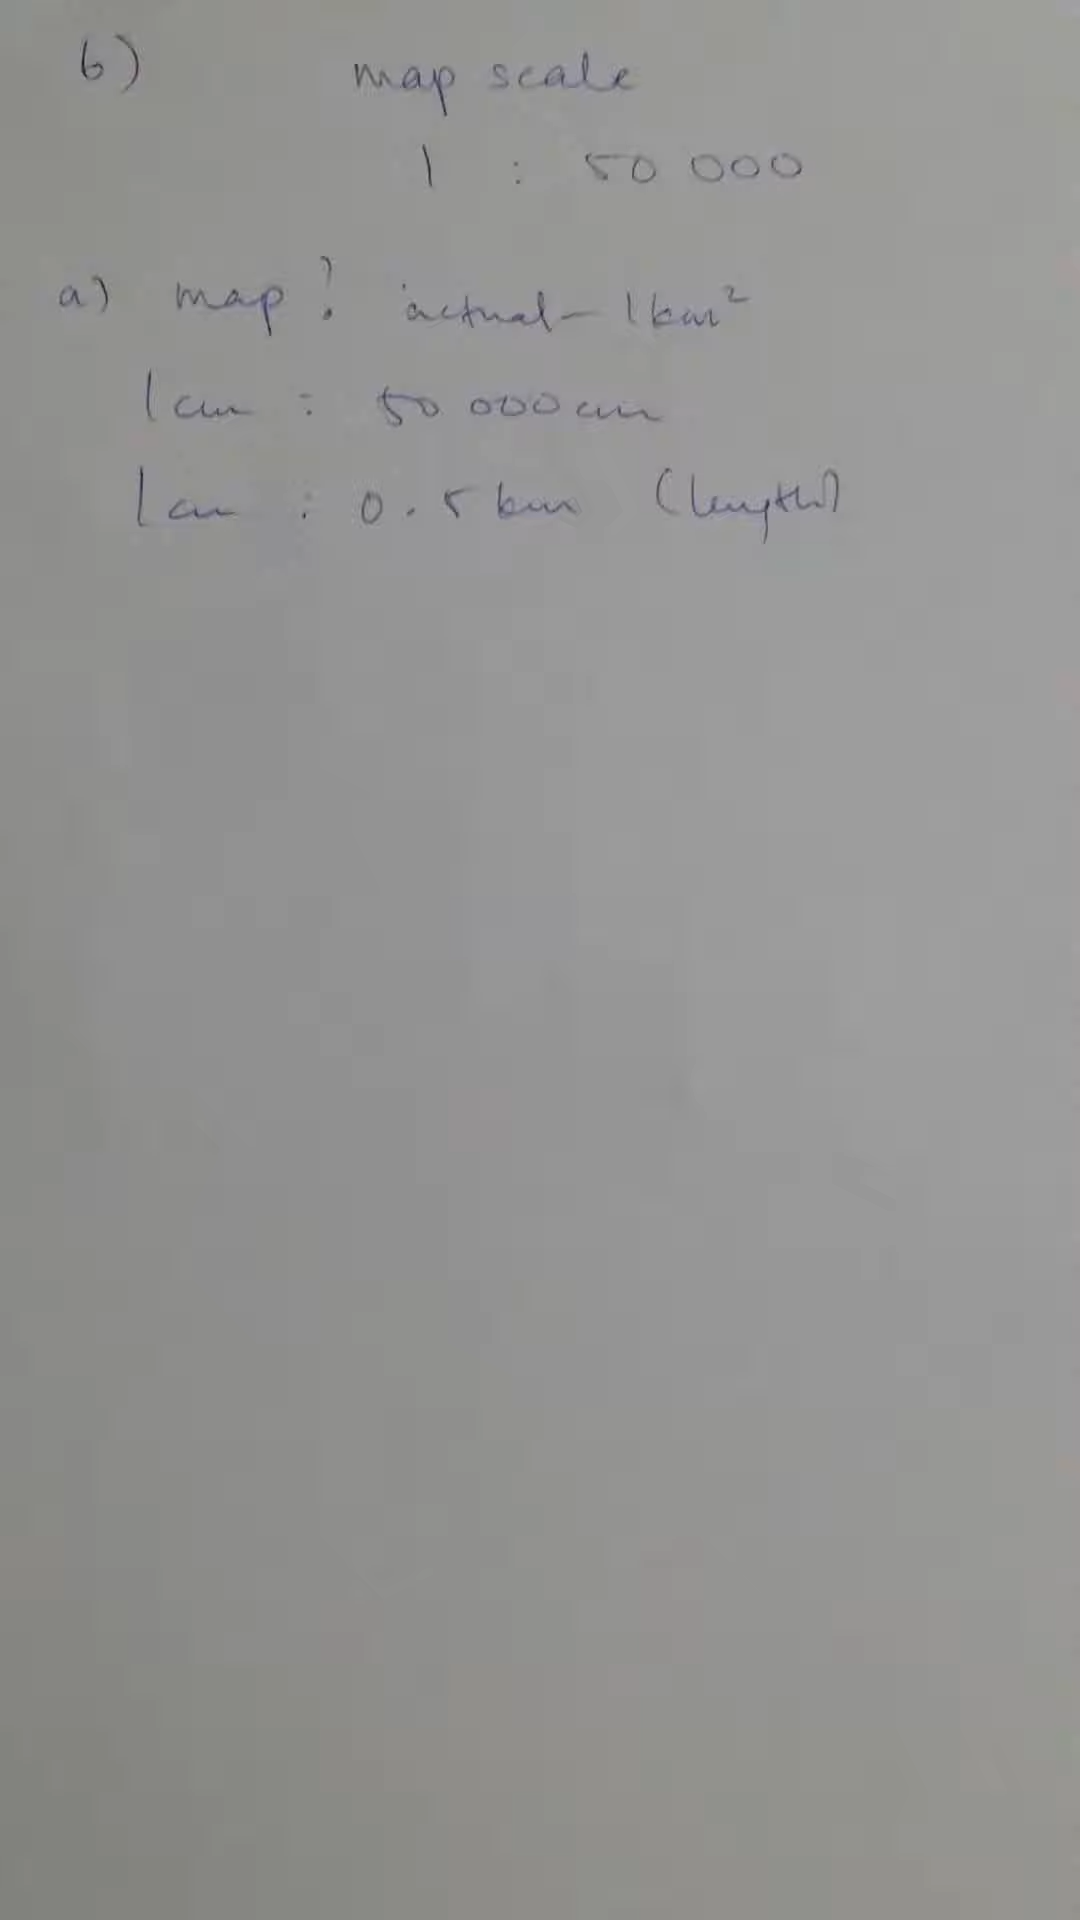 6) map scale
1 : 50 000
a) map? actual - 1km²
1cm : 50 000cm
1cm : 0.5km (length)